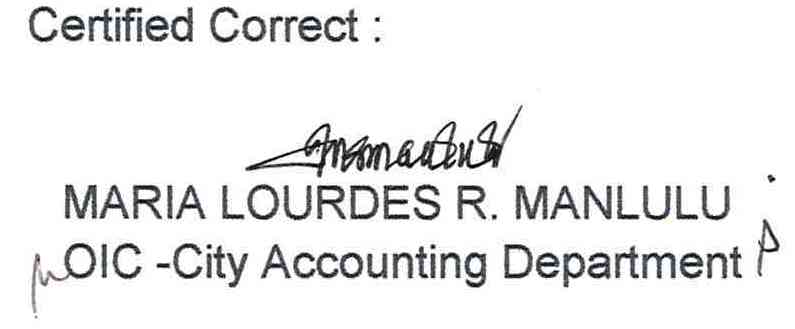 Certified Correct :
MARIA LOURDES R. MANLULU
OIC -City Accounting Department